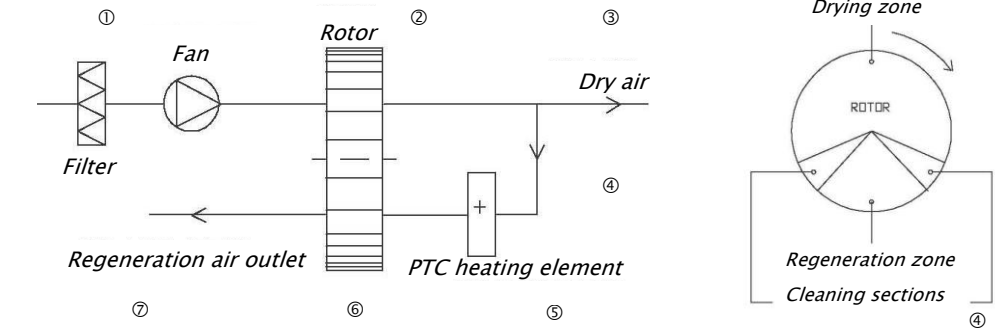 ①
②
③
Drying zone
Rotor
Fan
Dry air
ROTOR
Filter
④
+
Regeneration air outlet
PTC heating element
Regeneration zone
Cleaning sections
⑦
⑥
⑤
④